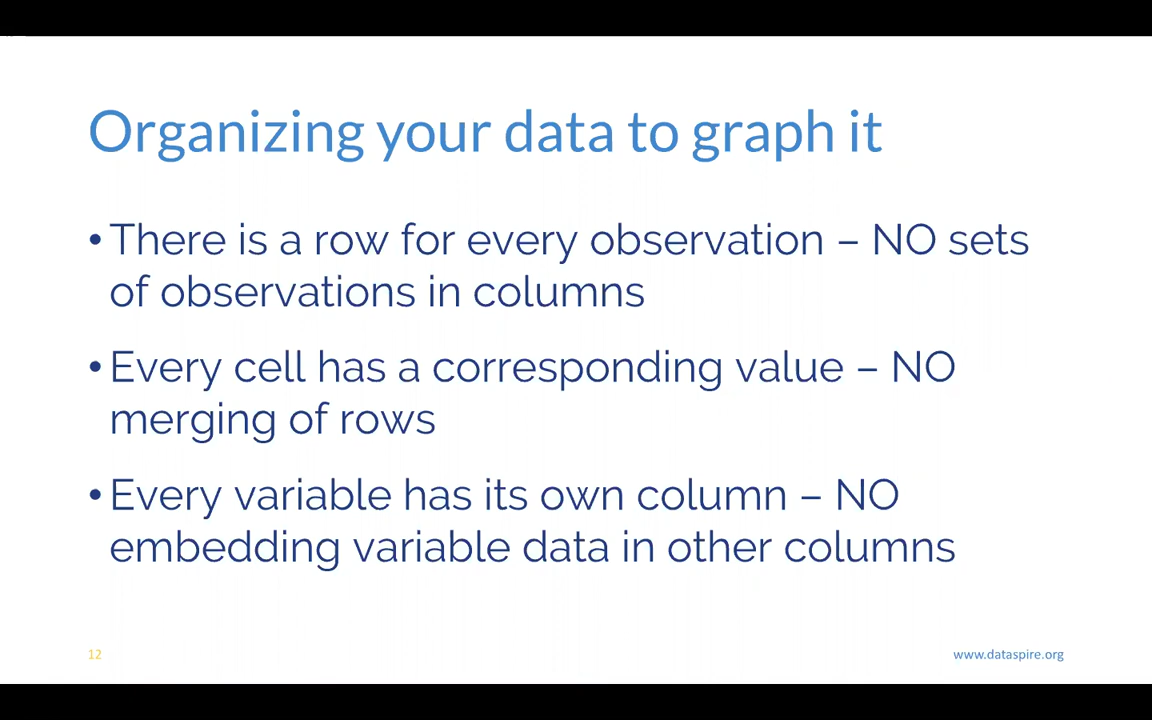 Organizing your data to graph it
• There is a row for every observation – NO sets
of observations in columns
• Every cell has a corresponding value – NO
merging of rows
• Every variable has its own column – NO
embedding variable data in other columns
12
www.dataspire.org